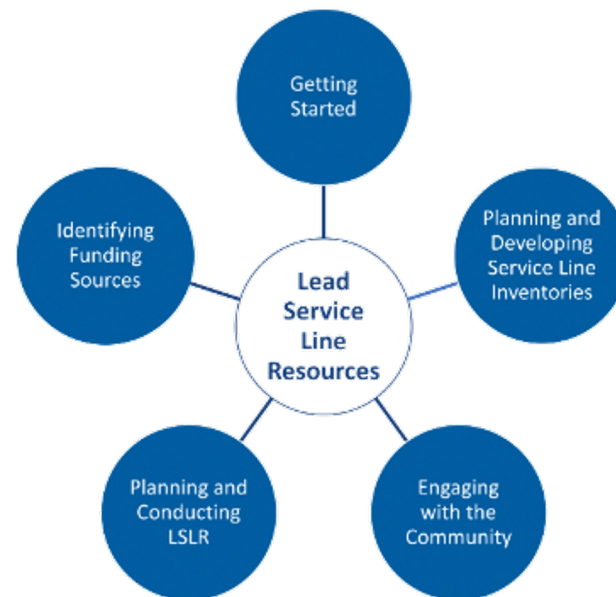 Getting
Started
Identifying
Funding
Sources
Planning and
Developing
Service Line
Inventories
Lead
Service
Line
Resources
Planning and
Conducting
LSLR
Engaging
with the
Community